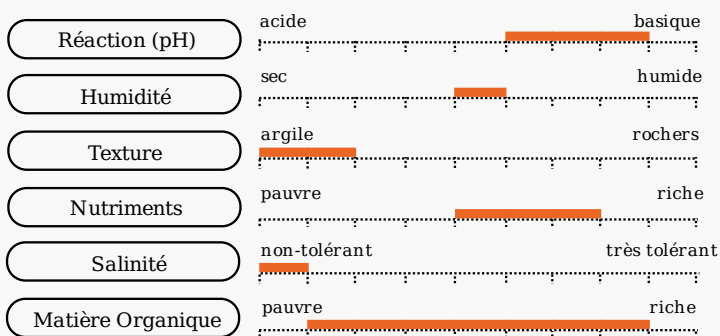 acide basique
Réaction (pH)
sec humide
Humidité
argile rochers
Texture
pauvre riche
Nutriments
non-tolérant très tolérant
Salinité
pauvre riche
Matière Organique